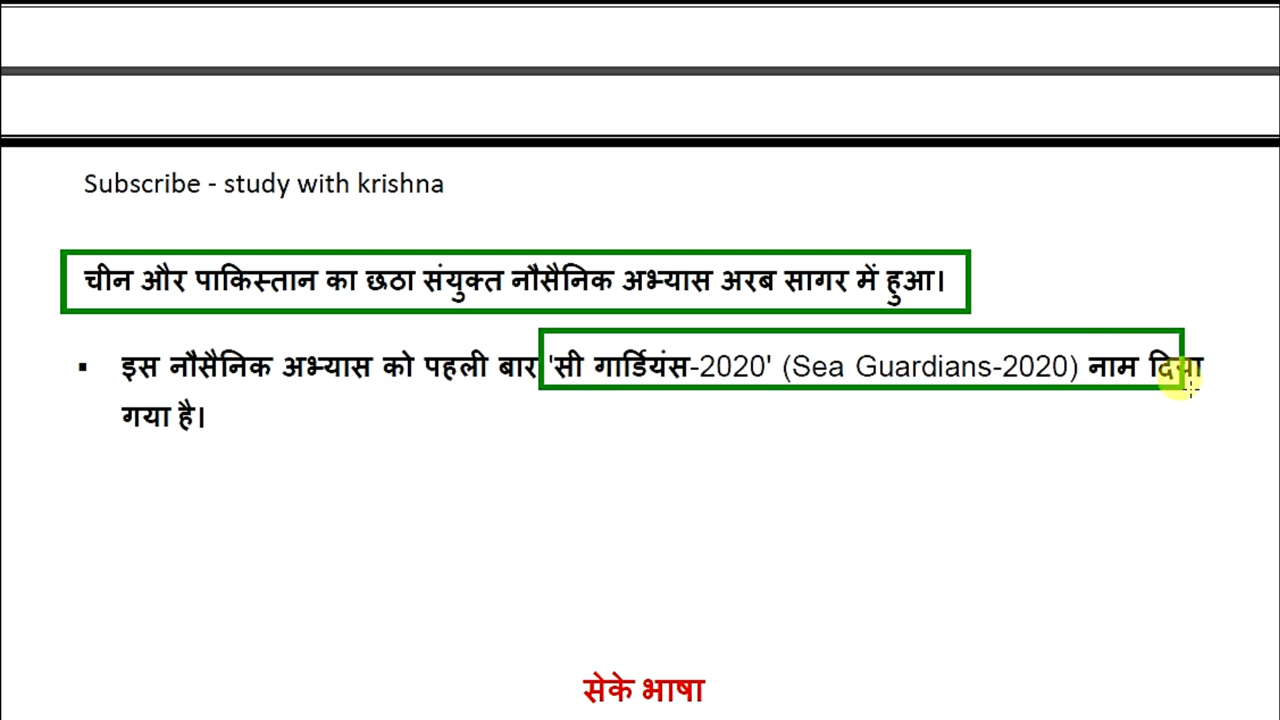 Subscribe - study with krishna
चीन और पाकिस्तान का छठा संयुक्त नौसैनिक अभ्यास अरब सागर में हुआ।
▪ इस नौसैनिक अभ्यास को पहली बार 'सी गार्डियंस-2020' (Sea Guardians-2020) नाम दिया
गया है।
सेके भाषा